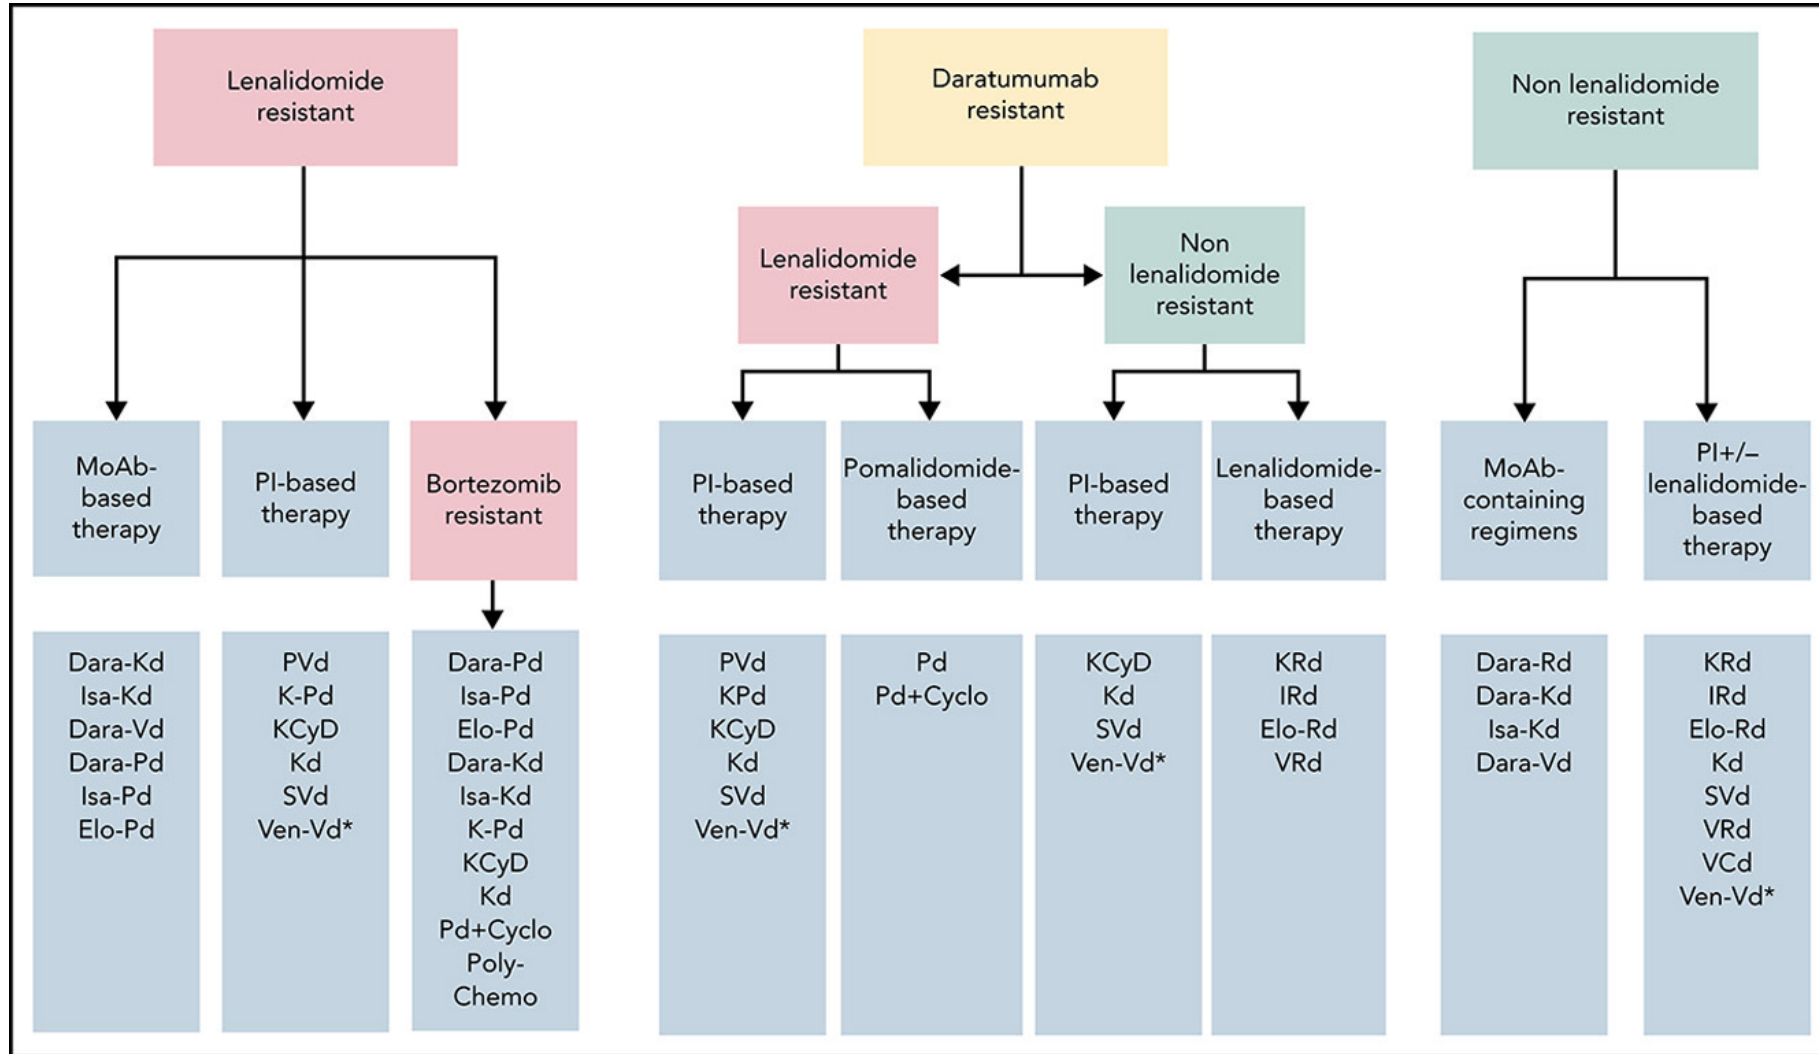 Lenalidomide
resistant
Daratumumab
resistant
Non lenalidomide
resistant
Lenalidomide
resistant
Non
lenalidomide
resistant
MoAb-
based
therapy
PI-based
therapy
Bortezomib
resistant
PI-based
therapy
Pomalidomide-
based
therapy
PI-based
therapy
Lenalidomide-
based
therapy
MoAb-
containing
regimens
PI+/–
lenalidomide-
based
therapy
Dara-Kd
Isa-Kd
Dara-Vd
Dara-Pd
Isa-Pd
Elo-Pd
PVd
K-Pd
KCyD
Kd
SVd
Ven-Vd*
Dara-Pd
Isa-Pd
Elo-Pd
Dara-Kd
Isa-Kd
K-Pd
KCyD
Kd
Pd+Cyclo
Poly-
Chemo
PVd
KPd
KCyD
Kd
SVd
Ven-Vd*
Pd
Pd+Cyclo
KCyD
Kd
SVd
Ven-Vd*
KRd
IRd
Elo-Rd
VRd
Dara-Rd
Dara-Kd
Isa-Kd
Dara-Vd
KRd
IRd
Elo-Rd
Kd
SVd
VRd
VCd
Ven-Vd*